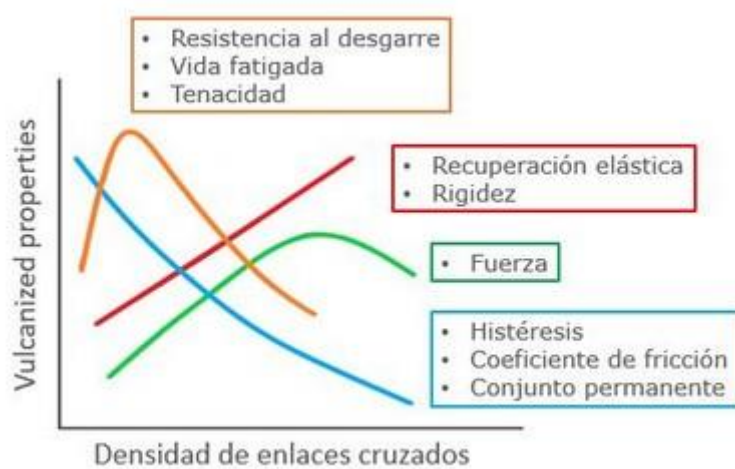 • Resistencia al desgarre
• Vida fatigada
• Tenacidad
Vulcanized properties
• Recuperación elástica
• Rigidez
• Fuerza
• Histéresis
• Coeficiente de fricción
• Conjunto permanente
Densidad de enlaces cruzados